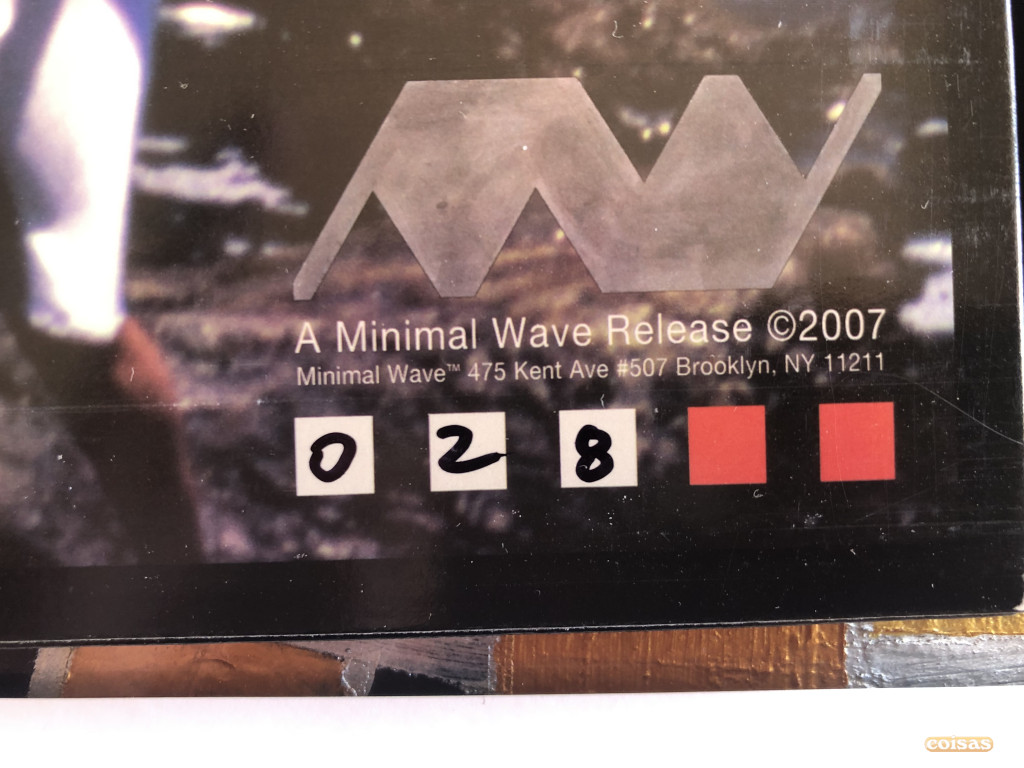 A Minimal Wave Release ©2007
Minimal Wave™ 475 Kent Ave #507 Brooklyn, NY 11211
0 2 8
coisas